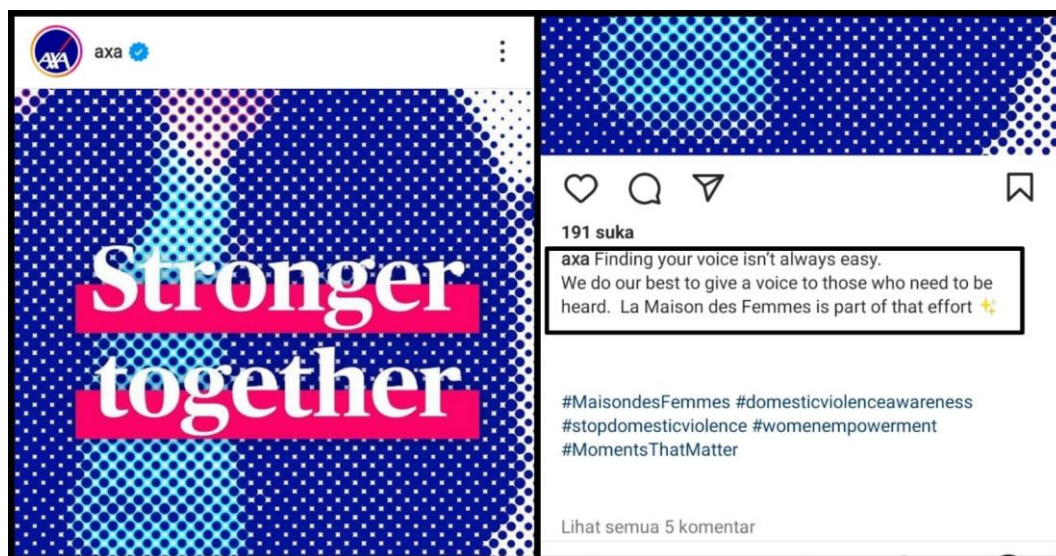 AXA
axa
Stronger
together
191 suka
axa Finding your voice isn't always easy.
We do our best to give a voice to those who need to be
heard. La Maison des Femmes is part of that effort ✨
#MaisondesFemmes #domesticviolenceawareness
#stopdomesticviolence #womenempowerment
#MomentsThatMatter
Lihat semua 5 komentar